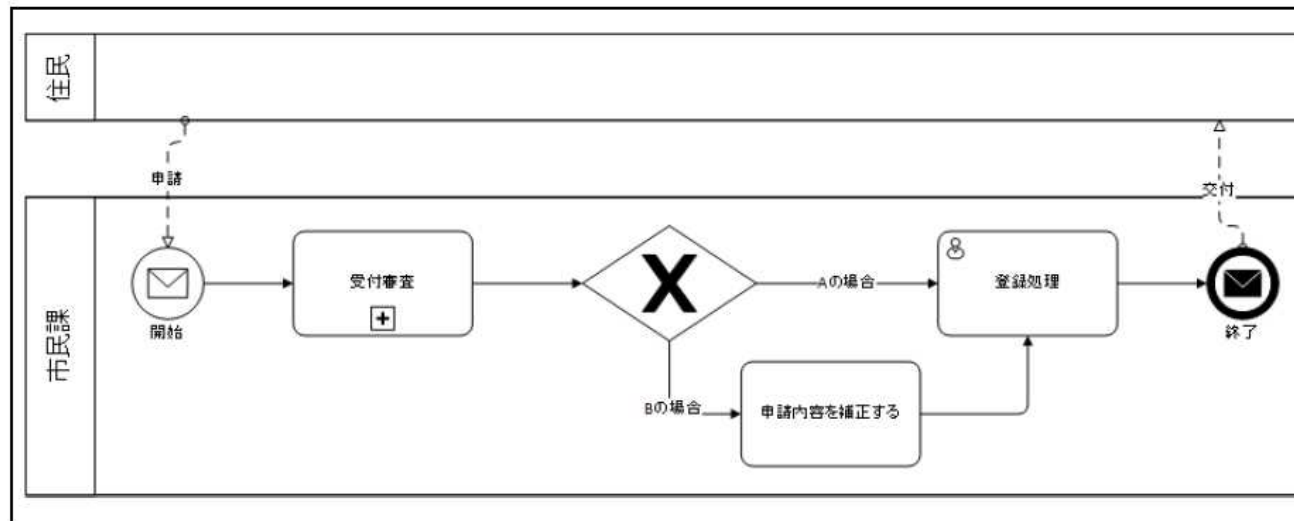 住民
申請
交付
市民課
開始
受付審査
Aの場合
登録処理
終了
Bの場合
申請内容を補正する